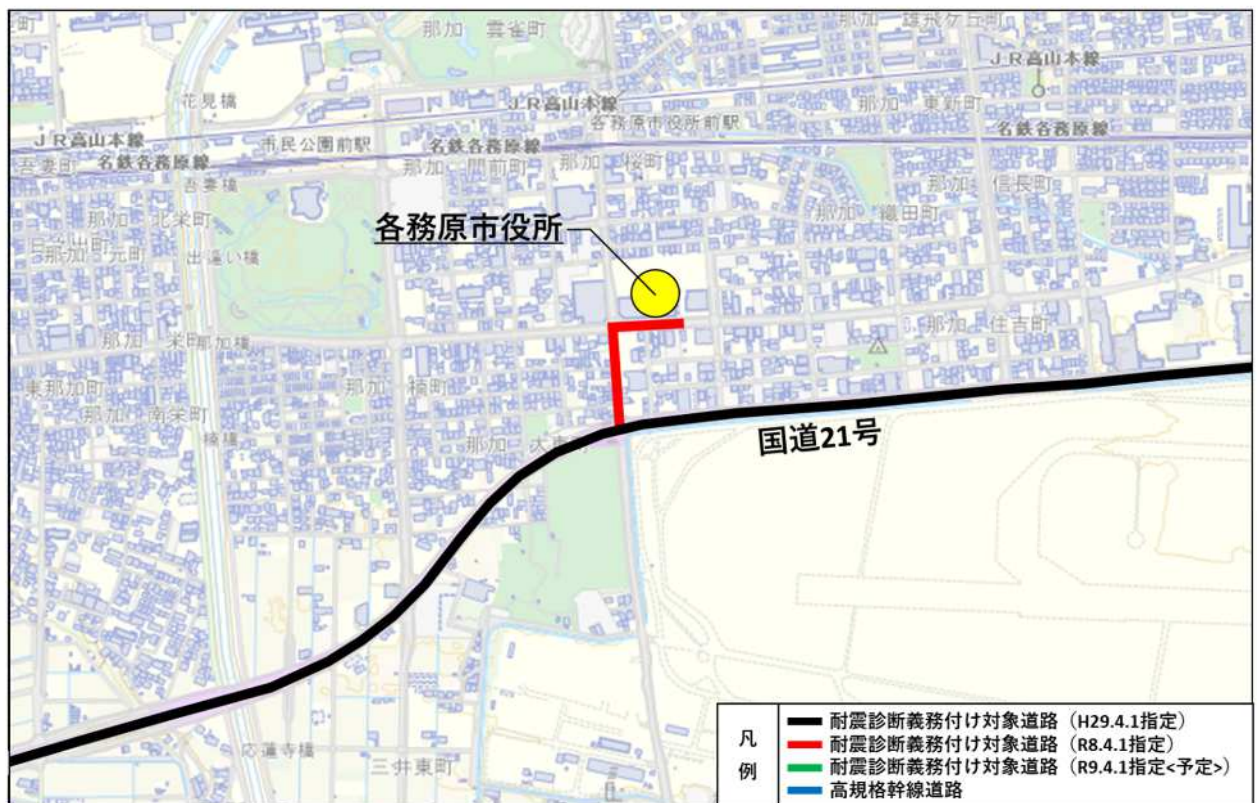 那加 雲雀町
那加 雄飛ケ丘町
JR高山本線
花見橋
JR高山本線
那加 東新町
各務原市役所前駅
JR高山本線
市民公園前駅
名鉄各務原線
名鉄各務原線
吾妻町
名鉄各務原線
那加 門前町
那加 桜町
吾妻橋
那加 信長町
那加 北栄町
那加 織田町
各務原市役所
日之出町
那加 元町
出逢い橋
那加 住吉町
那加 栄町
那加橋
東那加町
那加 楠町
那加 南栄町
楠橋
那加 大東町
国道21号
応蓮寺橋
三井東町
凡例
耐震診断義務付け対象道路（H29.4.1指定）
耐震診断義務付け対象道路（R8.4.1指定）
耐震診断義務付け対象道路（R9.4.1指定<予定>）
高規格幹線道路